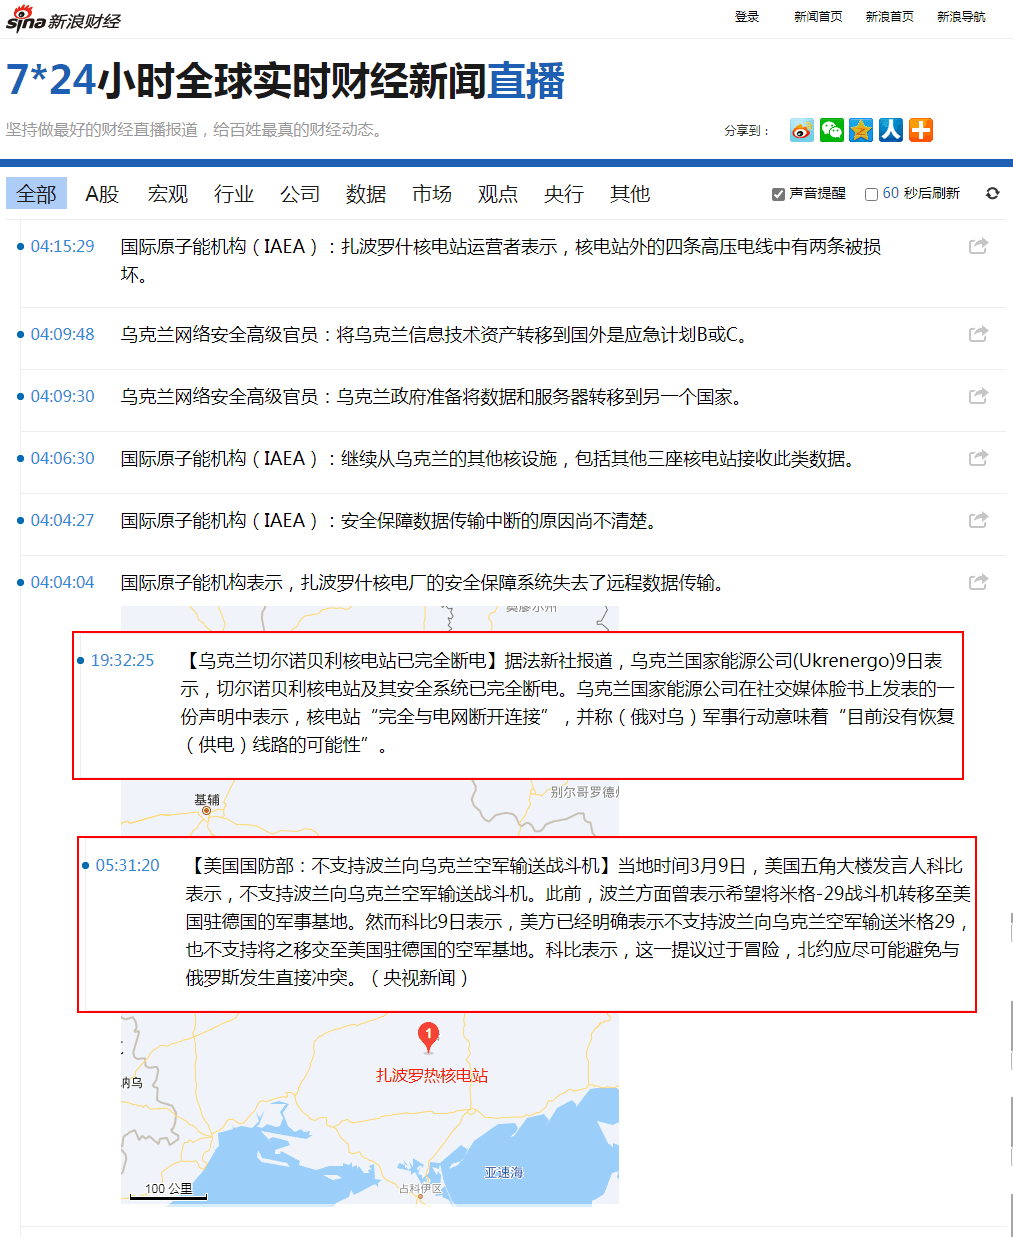 sina 新浪财经
登录 新闻首页 新浪首页 新浪导航
7*24小时全球实时财经新闻直播
坚持做最好的财经直播报道，给百姓最真的财经动态。
分享到：
全部 A股 宏观 行业 公司 数据 市场 观点 央行 其他 声音提醒 60 秒后刷新
04:15:29 国际原子能机构（IAEA）：扎波罗什核电站运营者表示，核电站外的四条高压电线中有两条被损
坏。
04:09:48 乌克兰网络安全高级官员：将乌克兰信息技术资产转移到国外是应急计划B或C。
04:09:30 乌克兰网络安全高级官员：乌克兰政府准备将数据和服务器转移到另一个国家。
04:06:30 国际原子能机构（IAEA）：继续从乌克兰的其他核设施，包括其他三座核电站接收此类数据。
04:04:27 国际原子能机构（IAEA）：安全保障数据传输中断的原因尚不清楚。
04:04:04 国际原子能机构表示，扎波罗什核电厂的安全保障系统失去了远程数据传输。
19:32:25 【乌克兰切尔诺贝利核电站已完全断电】据法新社报道，乌克兰国家能源公司(Ukrenergo)9日表
示，切尔诺贝利核电站及其安全系统已完全断电。乌克兰国家能源公司在社交媒体脸书上发表的一
份声明中表示，核电站“完全与电网断开连接”，并称（俄对乌）军事行动意味着“目前没有恢复
（供电）线路的可能性”。
别尔哥罗德州
基辅
05:31:20 【美国国防部：不支持波兰向乌克兰空军输送战斗机】当地时间3月9日，美国五角大楼发言人科比
表示，不支持波兰向乌克兰空军输送战斗机。此前，波兰方面曾表示希望将米格-29战斗机转移至美
国驻德国的军事基地。然而科比9日表示，美方已经明确表示不支持波兰向乌克兰空军输送米格29，
也不支持将之移交至美国驻德国的空军基地。科比表示，这一提议过于冒险，北约应尽可能避免与
俄罗斯发生直接冲突。（央视新闻）
1
扎波罗热核电站
纳乌
亚速海
100 公里
占科伊区